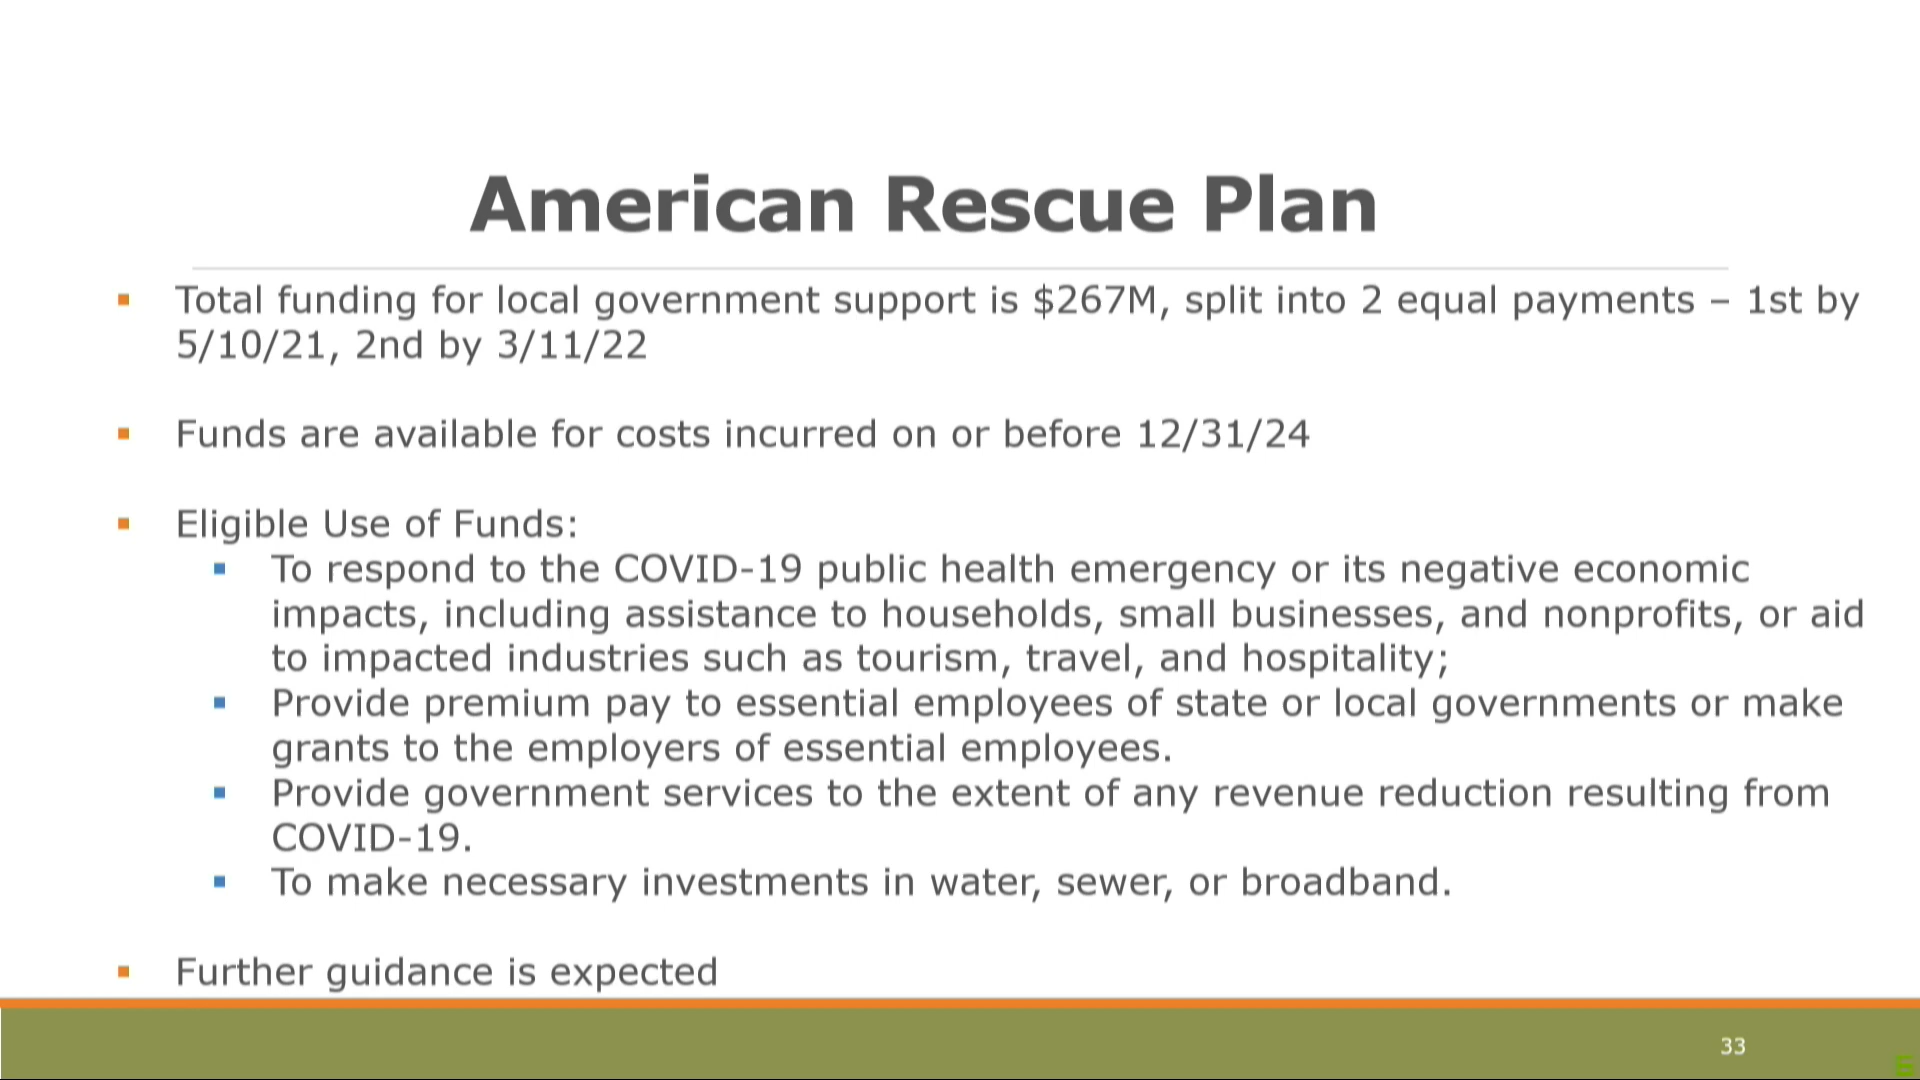 American Rescue Plan
▪ Total funding for local government support is $267M, split into 2 equal payments – 1st by
5/10/21, 2nd by 3/11/22
▪ Funds are available for costs incurred on or before 12/31/24
▪ Eligible Use of Funds:
▪ To respond to the COVID-19 public health emergency or its negative economic
impacts, including assistance to households, small businesses, and nonprofits, or aid
to impacted industries such as tourism, travel, and hospitality;
▪ Provide premium pay to essential employees of state or local governments or make
grants to the employers of essential employees.
▪ Provide government services to the extent of any revenue reduction resulting from
COVID-19.
▪ To make necessary investments in water, sewer, or broadband.
▪ Further guidance is expected
33